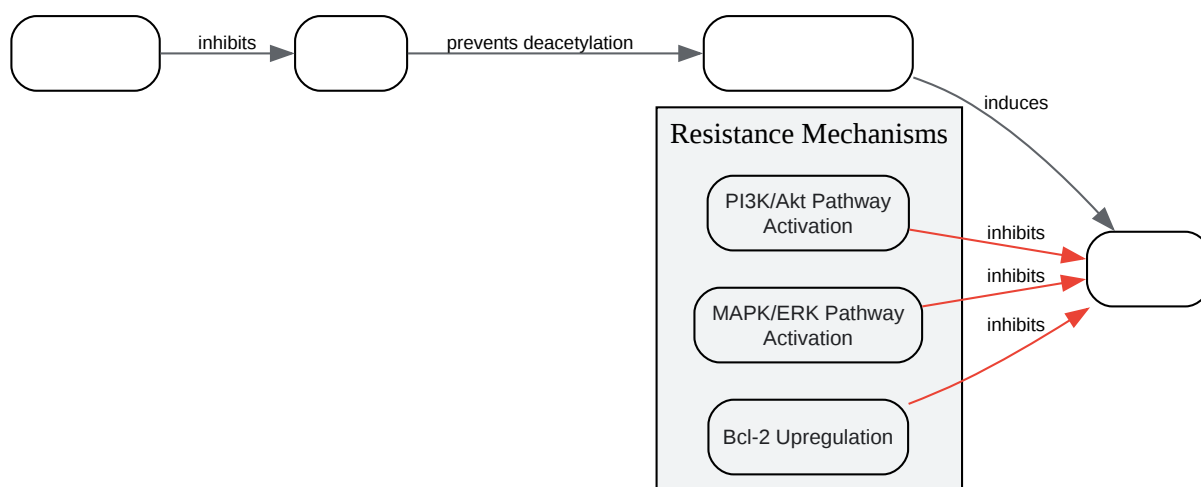 inhibits
prevents deacetylation
induces
Resistance Mechanisms
PI3K/Akt Pathway
Activation
inhibits
MAPK/ERK Pathway
Activation
inhibits
inhibits
Bcl-2 Upregulation